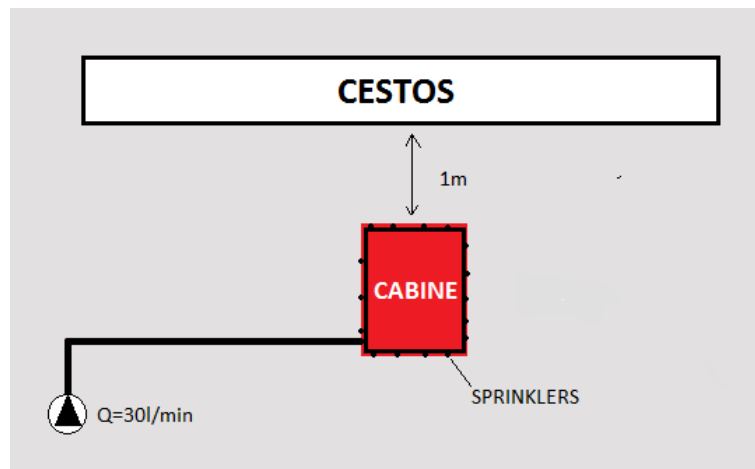 CESTOS
1m
CABINE
SPRINKLERS
Q=30l/min